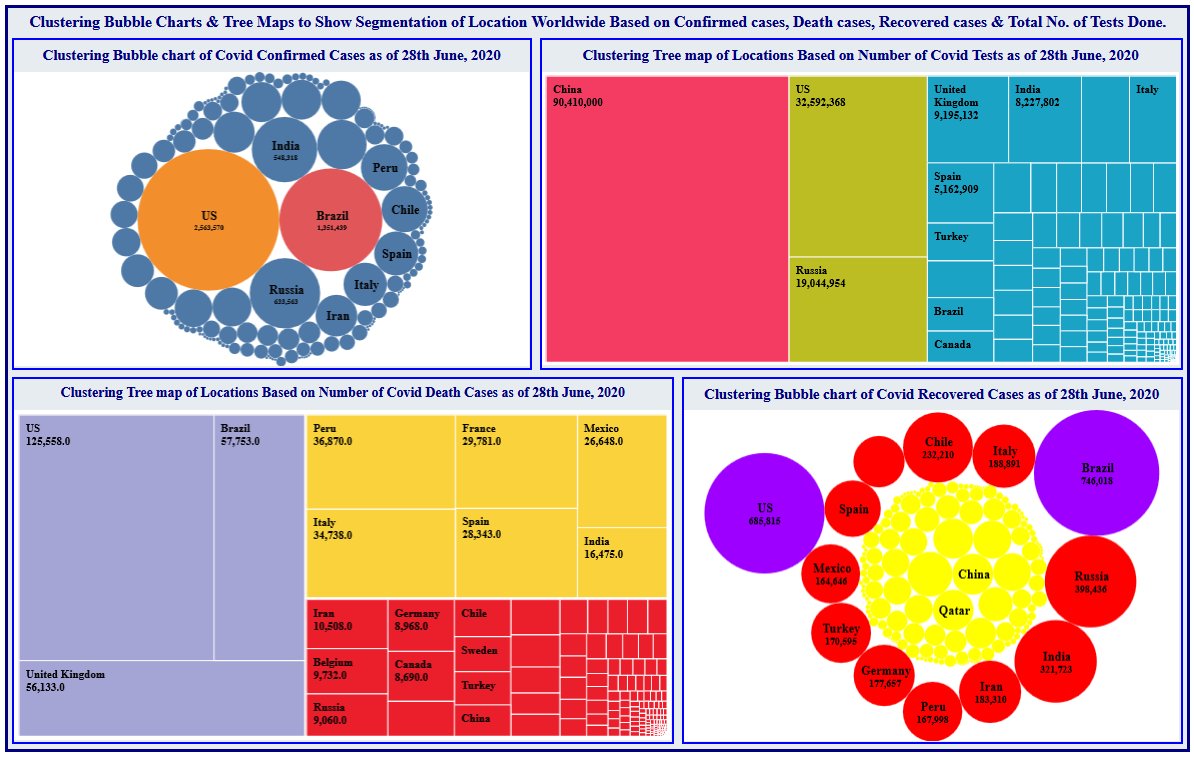 Clustering Bubble Charts & Tree Maps to Show Segmentation of Location Worldwide Based on Confirmed cases, Death cases, Recovered cases & Total No. of Tests Done.
Clustering Bubble chart of Covid Confirmed Cases as of 28th June, 2020
India
548,318
Peru
US
2,563,570
Brazil
1,351,439
Chile
Spain
Russia
633,563
Italy
Iran
Clustering Tree map of Locations Based on Number of Covid Tests as of 28th June, 2020
China
90,410,000
US
32,592,368
Russia
19,044,954
United
Kingdom
9,195,132
India
8,227,802
Italy
Spain
5,162,909
Turkey
Brazil
Canada
Clustering Tree map of Locations Based on Number of Covid Death Cases as of 28th June, 2020
US
125,558.0
Brazil
57,753.0
United Kingdom
56,133.0
Peru
36,870.0
France
29,781.0
Mexico
26,648.0
Italy
34,738.0
Spain
28,343.0
India
16,475.0
Iran
10,508.0
Germany
8,968.0
Chile
Belgium
9,732.0
Canada
8,690.0
Sweden
Turkey
Russia
9,060.0
China
Clustering Bubble chart of Covid Recovered Cases as of 28th June, 2020
Chile
232,210
Italy
188,891
Brazil
746,018
US
685,815
Spain
Mexico
164,646
China
Russia
398,436
Qatar
Turkey
170,595
India
321,723
Germany
177,657
Iran
183,310
Peru
167,998